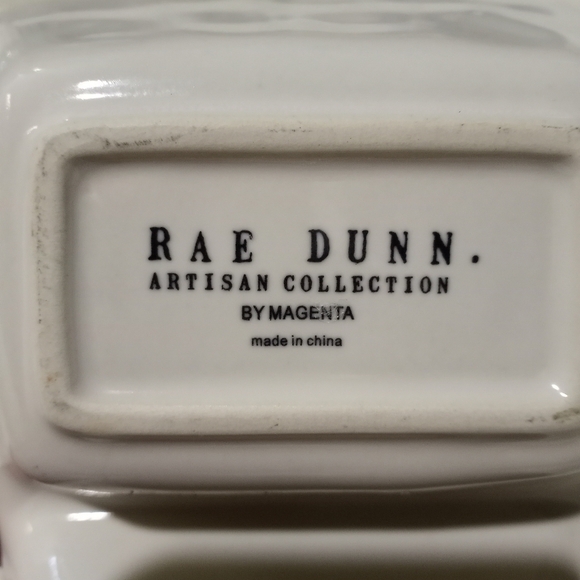 RAE DUNN.
ARTISAN COLLECTION
BY MAGENTA
made in china